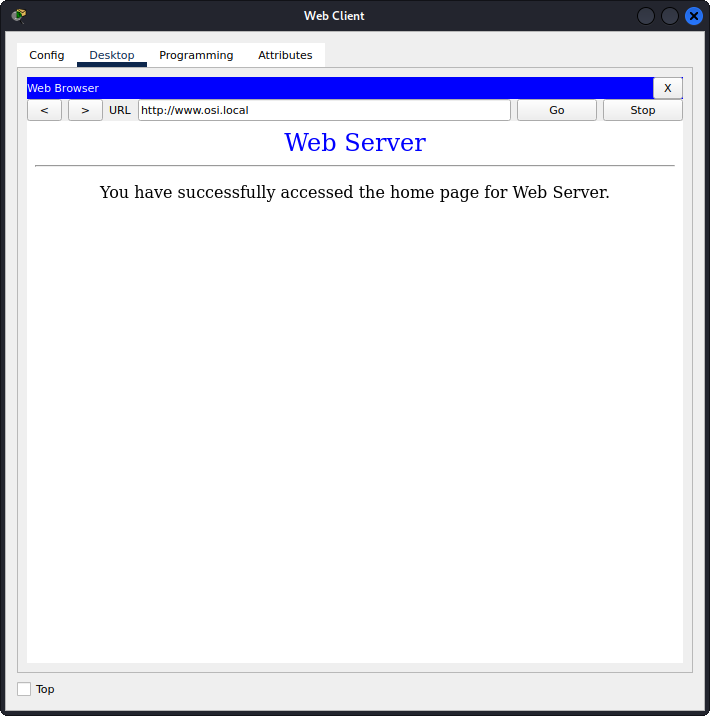 Web Client
Config Desktop Programming Attributes
Web Browser X
< > URL http://www.osi.local Go Stop
Web Server
You have successfully accessed the home page for Web Server.
Top